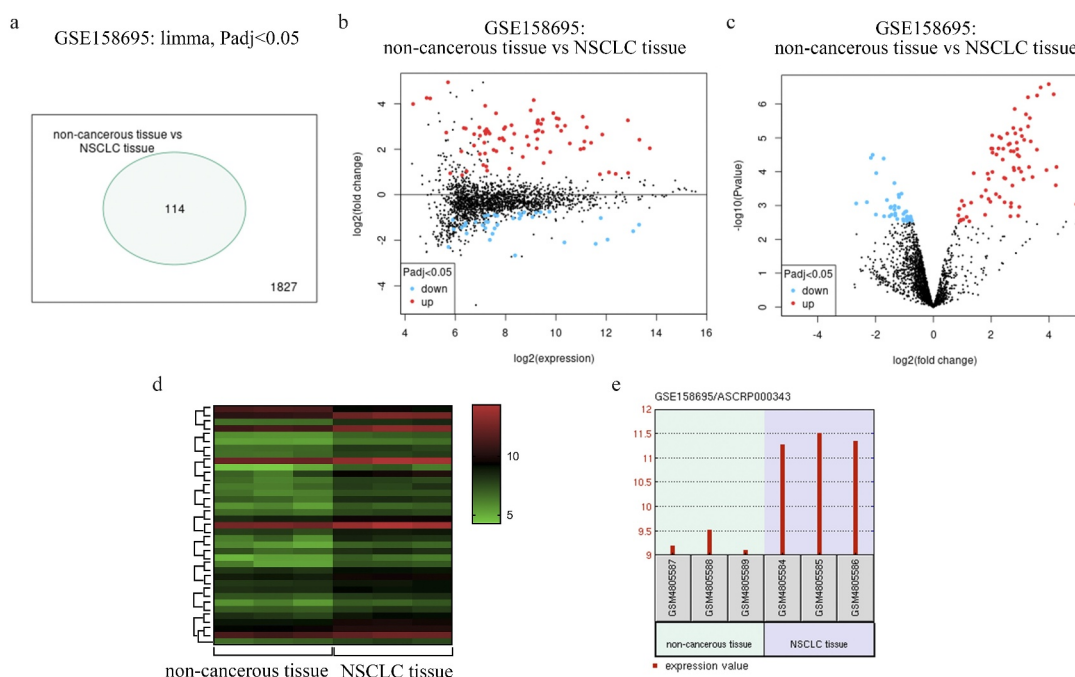 a
GSE158695: limma, Padj<0.05
non-cancerous tissue vs
NSCLC tissue
114
1827
b
GSE158695:
non-cancerous tissue vs NSCLC tissue
log2(fold change)
4
2
0
-2
-4
Padj<0.05
down
up
4 6 8 10 12 14 16
log2(expression)
c
GSE158695:
non-cancerous tissue vs NSCLC tissue
-log10(Pvalue)
6
5
4
3
2
1
0
Padj<0.05
down
up
-4 -2 0 2 4
log2(fold change)
d
10
5
non-cancerous tissue NSCLC tissue
e
GSE158695/ASCRP000343
12
11.5
11
10.5
10
9.5
9
GSM4805587
GSM4805588
GSM4805589
GSM4805584
GSM4805585
GSM4805586
non-cancerous tissue NSCLC tissue
expression value